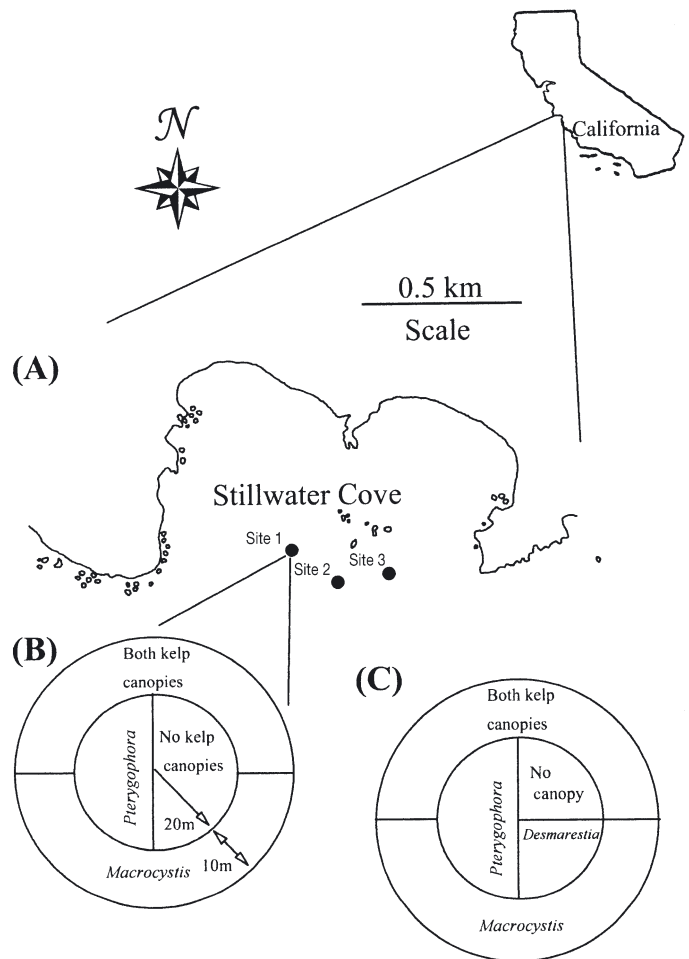 California
N
0.5 km
Scale
(A)
Stillwater Cove
Site 1
Site 2
Site 3
(B)
Both kelp
canopies
Pterygophora
No kelp
canopies
20m
10m
Macrocystis
(C)
Both kelp
canopies
Pterygophora
No
canopy
Desmarestia
Macrocystis